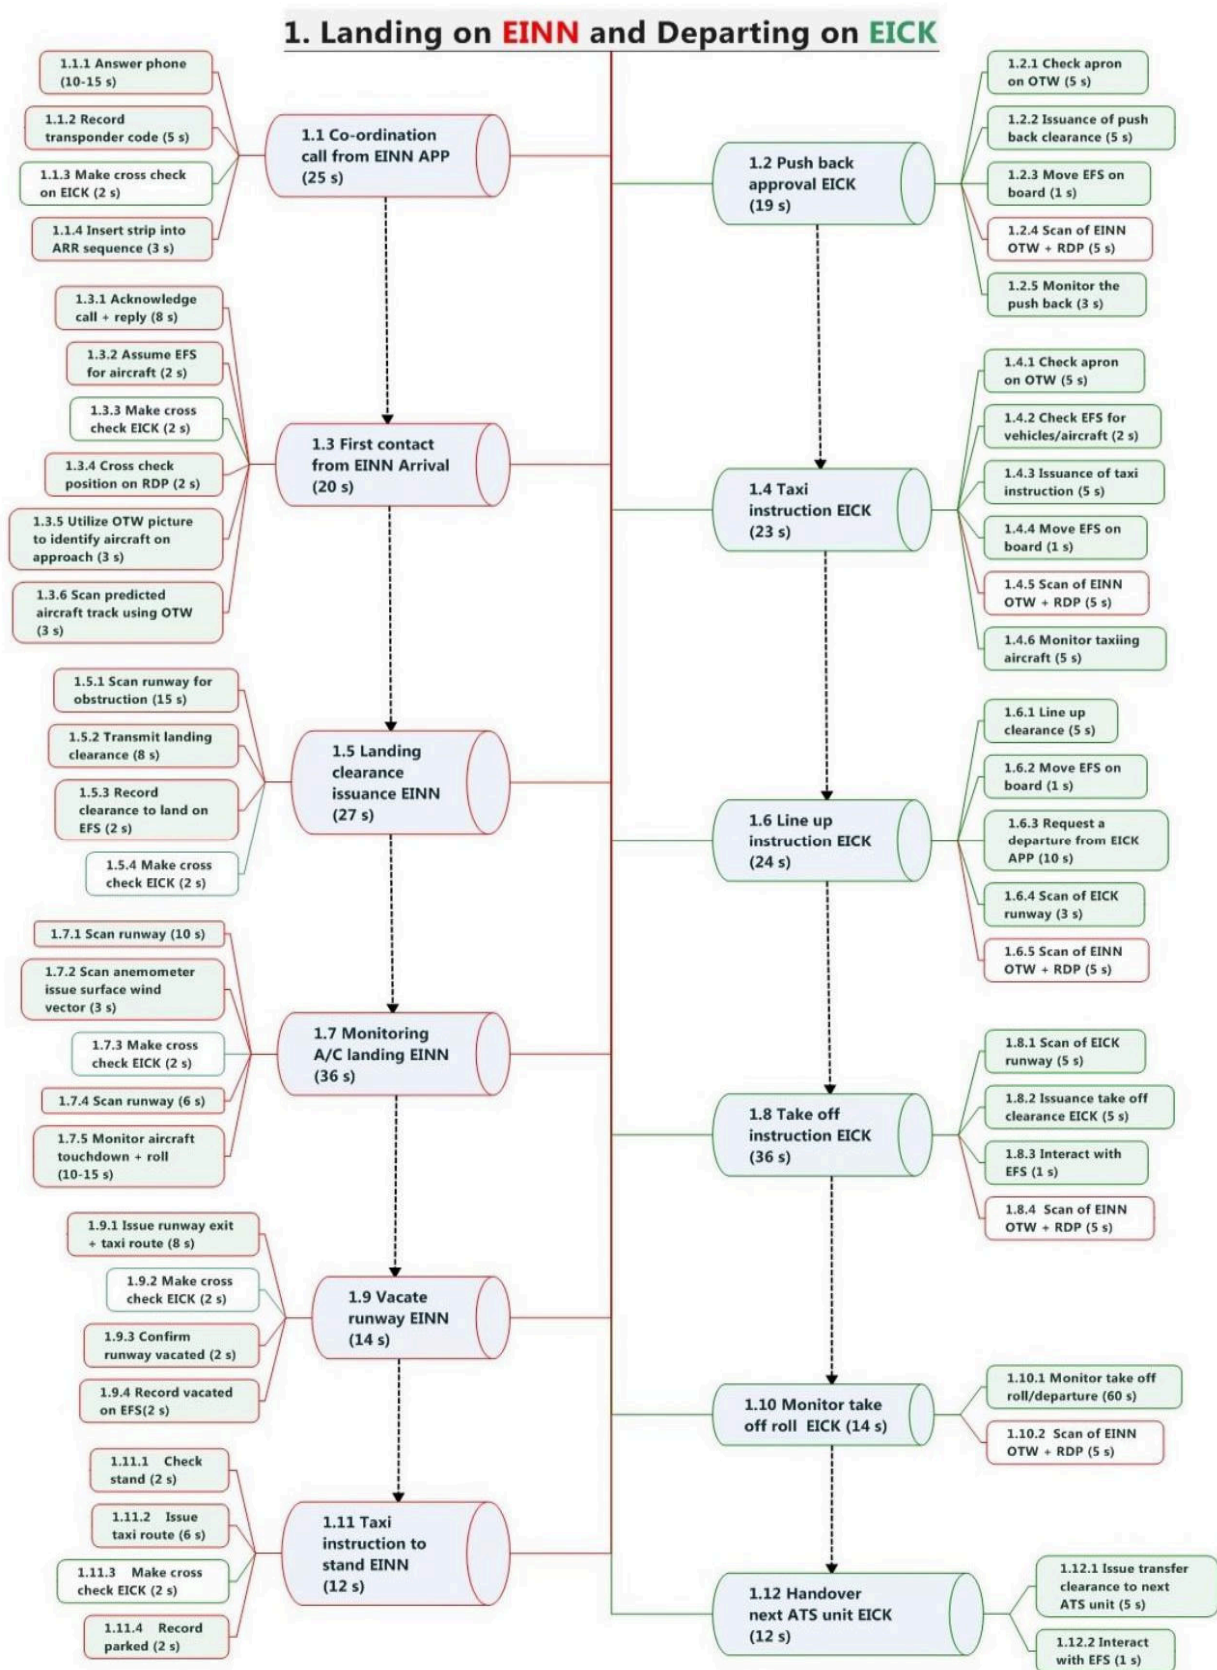 1. Landing on EINN and Departing on EICK
1.1.1 Answer phone
(10-15 s)
1.1.2 Record
transponder code (5 s)
1.1.3 Make cross check
on EICK (2 s)
1.1.4 Insert strip into
ARR sequence (3 s)
1.1 Co-ordination
call from EINN APP
(25 s)
1.2 Push back
approval EICK
(19 s)
1.2.1 Check apron
on OTW (5 s)
1.2.2 Issuance of push
back clearance (5 s)
1.2.3 Move EFS on
board (1 s)
1.2.4 Scan of EINN
OTW + RDP (5 s)
1.2.5 Monitor the
push back (3 s)
1.3.1 Acknowledge
call + reply (8 s)
1.3.2 Assume EFS
for aircraft (2 s)
1.3.3 Make cross
check EICK (2 s)
1.3.4 Cross check
position on RDP (2 s)
1.3.5 Utilize OTW picture
to identify aircraft on
approach (3 s)
1.3.6 Scan predicted
aircraft track using OTW
(3 s)
1.3 First contact
from EINN Arrival
(20 s)
1.4 Taxi
instruction EICK
(23 s)
1.4.1 Check apron
on OTW (5 s)
1.4.2 Check EFS for
vehicles/aircraft (2 s)
1.4.3 Issuance of taxi
instruction (5 s)
1.4.4 Move EFS on
board (1 s)
1.4.5 Scan of EINN
OTW + RDP (5 s)
1.4.6 Monitor taxiing
aircraft (5 s)
1.5.1 Scan runway for
obstruction (15 s)
1.5.2 Transmit landing
clearance (8 s)
1.5.3 Record
clearance to land on
EFS (2 s)
1.5.4 Make cross
check EICK (2 s)
1.5 Landing
clearance
issuance EINN
(27 s)
1.6 Line up
instruction EICK
(24 s)
1.6.1 Line up
clearance (5 s)
1.6.2 Move EFS on
board (1 s)
1.6.3 Request a
departure from EICK
APP (10 s)
1.6.4 Scan of EICK
runway (3 s)
1.6.5 Scan of EINN
OTW + RDP (5 s)
1.7.1 Scan runway (10 s)
1.7.2 Scan anemometer
issue surface wind
vector (3 s)
1.7.3 Make cross
check EICK (2 s)
1.7.4 Scan runway (6 s)
1.7.5 Monitor aircraft
touchdown + roll
(10-15 s)
1.7 Monitoring
A/C landing EINN
(36 s)
1.8 Take off
instruction EICK
(36 s)
1.8.1 Scan of EICK
runway (5 s)
1.8.2 Issuance take off
clearance EICK (5 s)
1.8.3 Interact with
EFS (1 s)
1.8.4 Scan of EINN
OTW + RDP (5 s)
1.9.1 Issue runway exit
+ taxi route (8 s)
1.9.2 Make cross
check EICK (2 s)
1.9.3 Confirm
runway vacated (2 s)
1.9.4 Record vacated
on EFS(2 s)
1.9 Vacate
runway EINN
(14 s)
1.10 Monitor take
off roll EICK (14 s)
1.10.1 Monitor take off
roll/departure (60 s)
1.10.2 Scan of EINN
OTW + RDP (5 s)
1.11.1 Check
stand (2 s)
1.11.2 Issue
taxi route (6 s)
1.11.3 Make cross
check EICK (2 s)
1.11.4 Record
parked (2 s)
1.11 Taxi
instruction to
stand EINN
(12 s)
1.12 Handover
next ATS unit EICK
(12 s)
1.12.1 Issue transfer
clearance to next
ATS unit (5 s)
1.12.2 Interact
with EFS (1 s)